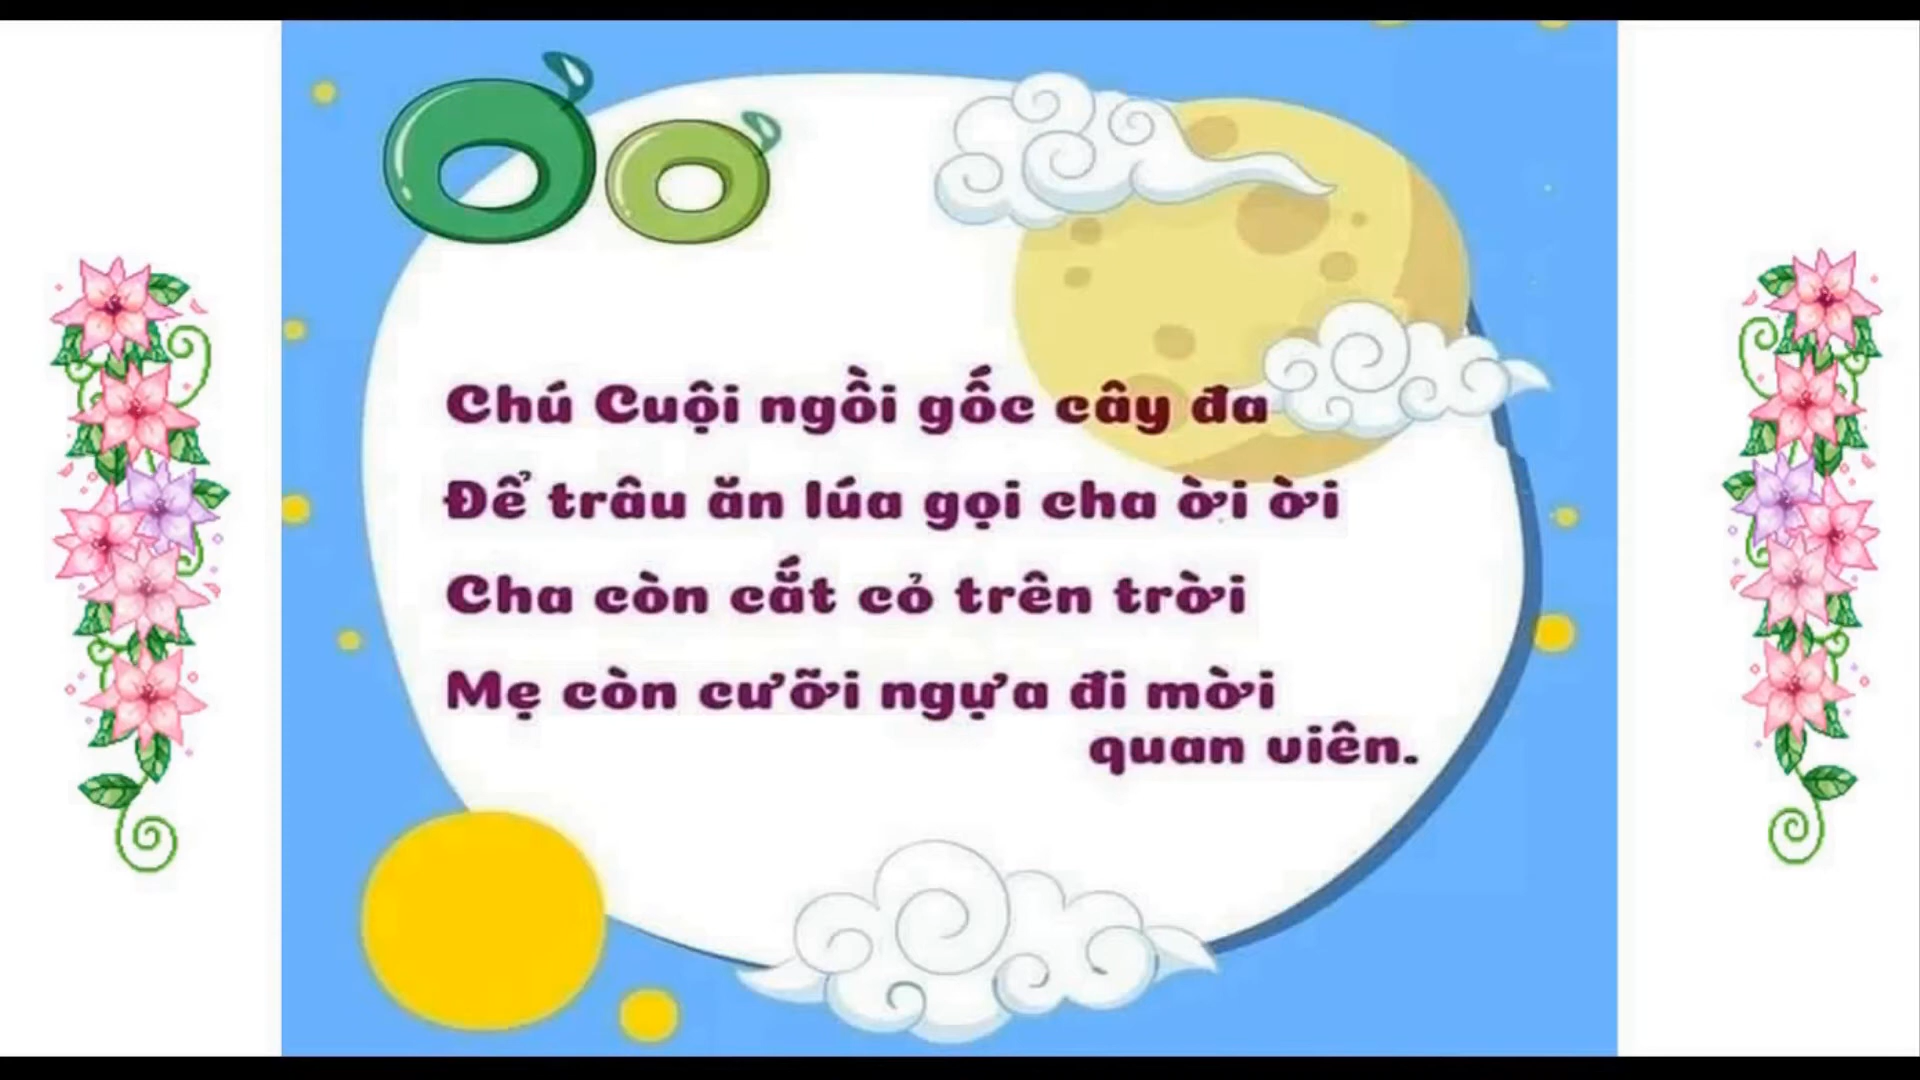 Ơ ơ
Chú Cuội ngồi gốc cây đa
Để trâu ăn lúa gọi cha ời ời
Cha còn cắt cỏ trên trời
Mẹ còn cưỡi ngựa đi mời
quan viên.